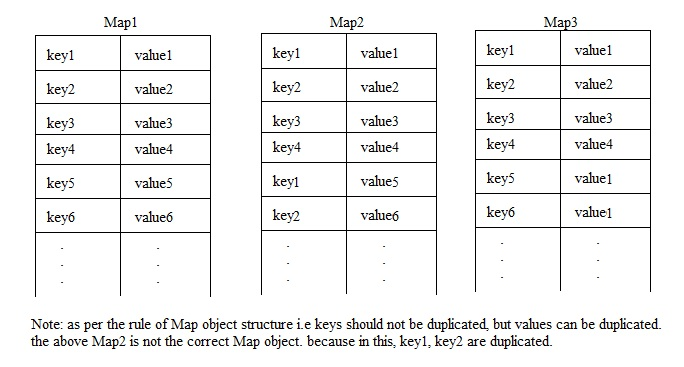 Map1 Map2 Map3
key1 value1 key1 value1 key1 value1
key2 value2 key2 value2 key2 value2
key3 value3 key3 value3 key3 value3
key4 value4 key4 value4 key4 value4
key5 value5 key1 value5 key5 value1
key6 value6 key2 value6 key6 value1
. . . . . .
. . . . . .
. . . . . .
Note: as per the rule of Map object structure i.e keys should not be duplicated, but values can be duplicated.
the above Map2 is not the correct Map object. because in this, key1, key2 are duplicated.